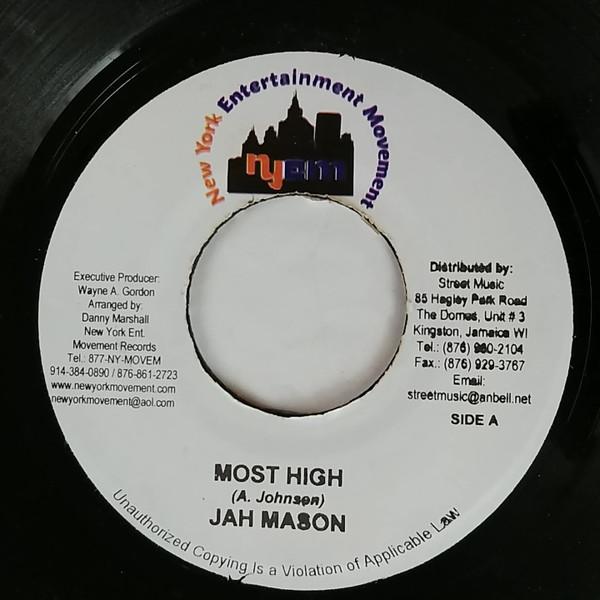 New York Entertainment Movement
nyem
Executive Producer:
Wayne A. Gordon
Arranged by:
Danny Marshall
New York Ent.
Movement Records
Tel.: 877-NY-MOVEM
914-384-0890 / 876-861-2723
www.newyorkmovement.com
newyorkmovement@aol.com
Distributed by:
Street Music
85 Hagley Park Road
The Domes, Unit # 3
Kingston, Jamaica WI
Tel.: (876) 980-2104
Fax.: (876) 929-3767
Email:
streetmusic@anbell.net
SIDE A
MOST HIGH
(A. Johnson)
JAH MASON
Unauthorized Copying Is a Violation of Applicable Law